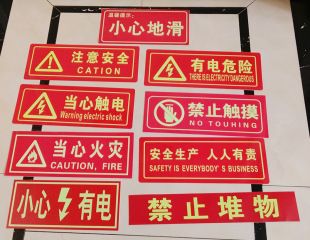 温馨提示:
小心地滑
注意安全
CATION
有电危险
THERE IS ELECTRICITY DANGEROUS
当心触电
Warning electric shock
禁止触摸
NO TOUHING
当心火灾
CAUTION, FIRE
安全生产 人人有责
SAFETY IS EVERYBODY'S BUSINESS
小心 有电
禁止堆物